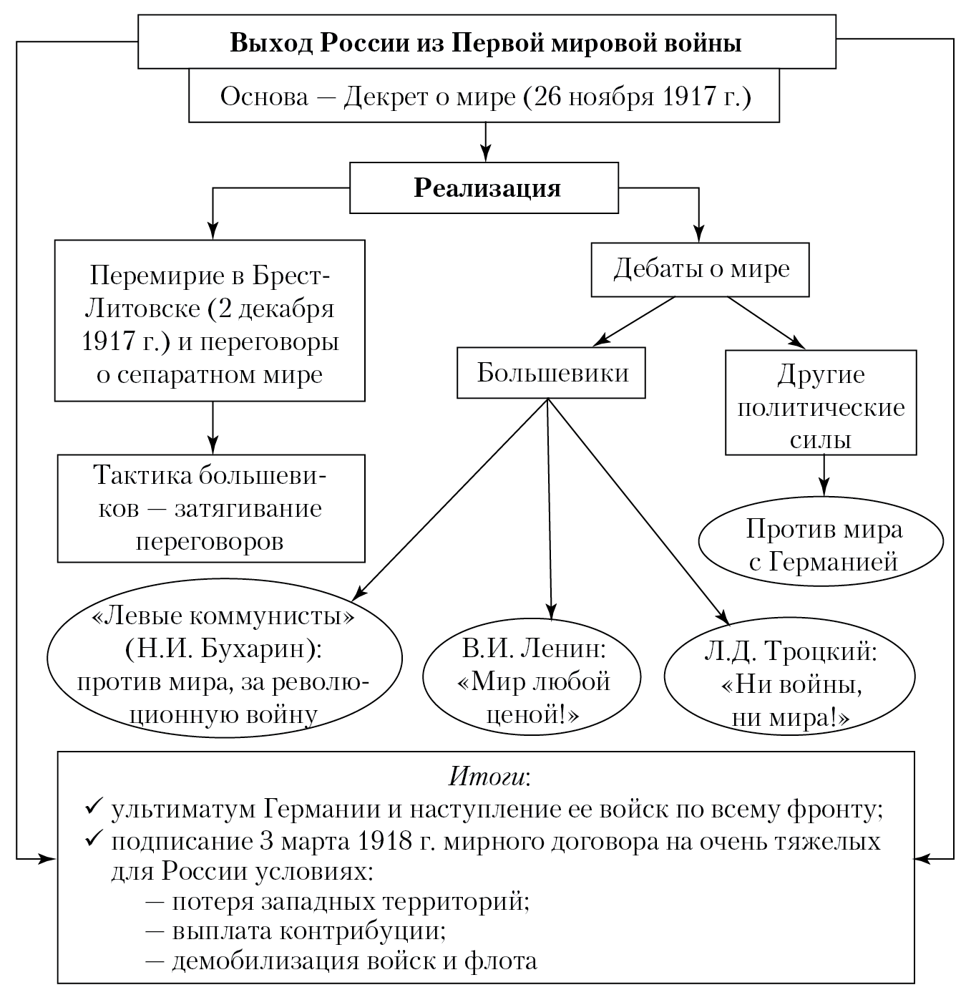 Выход России из Первой мировой войны
Основа — Декрет о мире (26 ноября 1917 г.)
Реализация
Перемирие в Брест-
Литовске (2 декабря
1917 г.) и переговоры
о сепаратном мире
Тактика большеви-
ков — затягивание
переговоров
Дебаты о мире
Большевики
Другие
политические
силы
Против мира
с Германией
«Левые коммунисты»
(Н.И. Бухарин):
против мира, за револю-
ционную войну
В.И. Ленин:
«Мир любой
ценой!»
Л.Д. Троцкий:
«Ни войны,
ни мира!»
Итоги:
✓ ультиматум Германии и наступление ее войск по всему фронту;
✓ подписание 3 марта 1918 г. мирного договора на очень тяжелых
для России условиях:
— потеря западных территорий;
— выплата контрибуции;
— демобилизация войск и флота